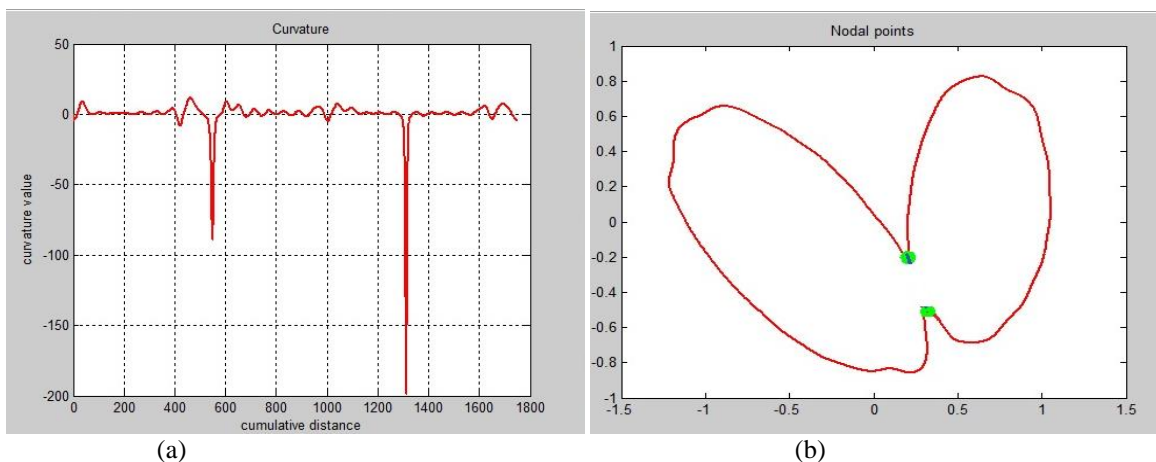 Curvature
50
0
-50
-100
-150
-200
curvature value
0 200 400 600 800 1000 1200 1400 1600 1800
cumulative distance
(a)
Nodal points
1
0.8
0.6
0.4
0.2
0
-0.2
-0.4
-0.6
-0.8
-1
-1.5 -1 -0.5 0 0.5 1 1.5
(b)